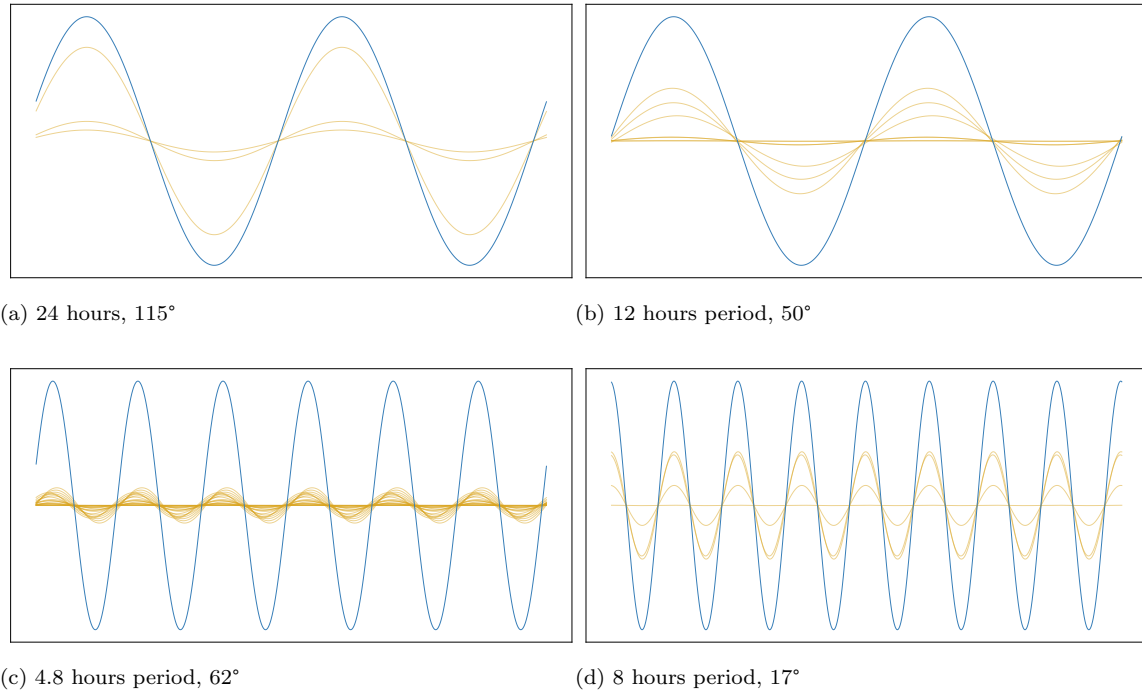 (a) 24 hours, 115°
(b) 12 hours period, 50°
(c) 4.8 hours period, 62°
(d) 8 hours period, 17°